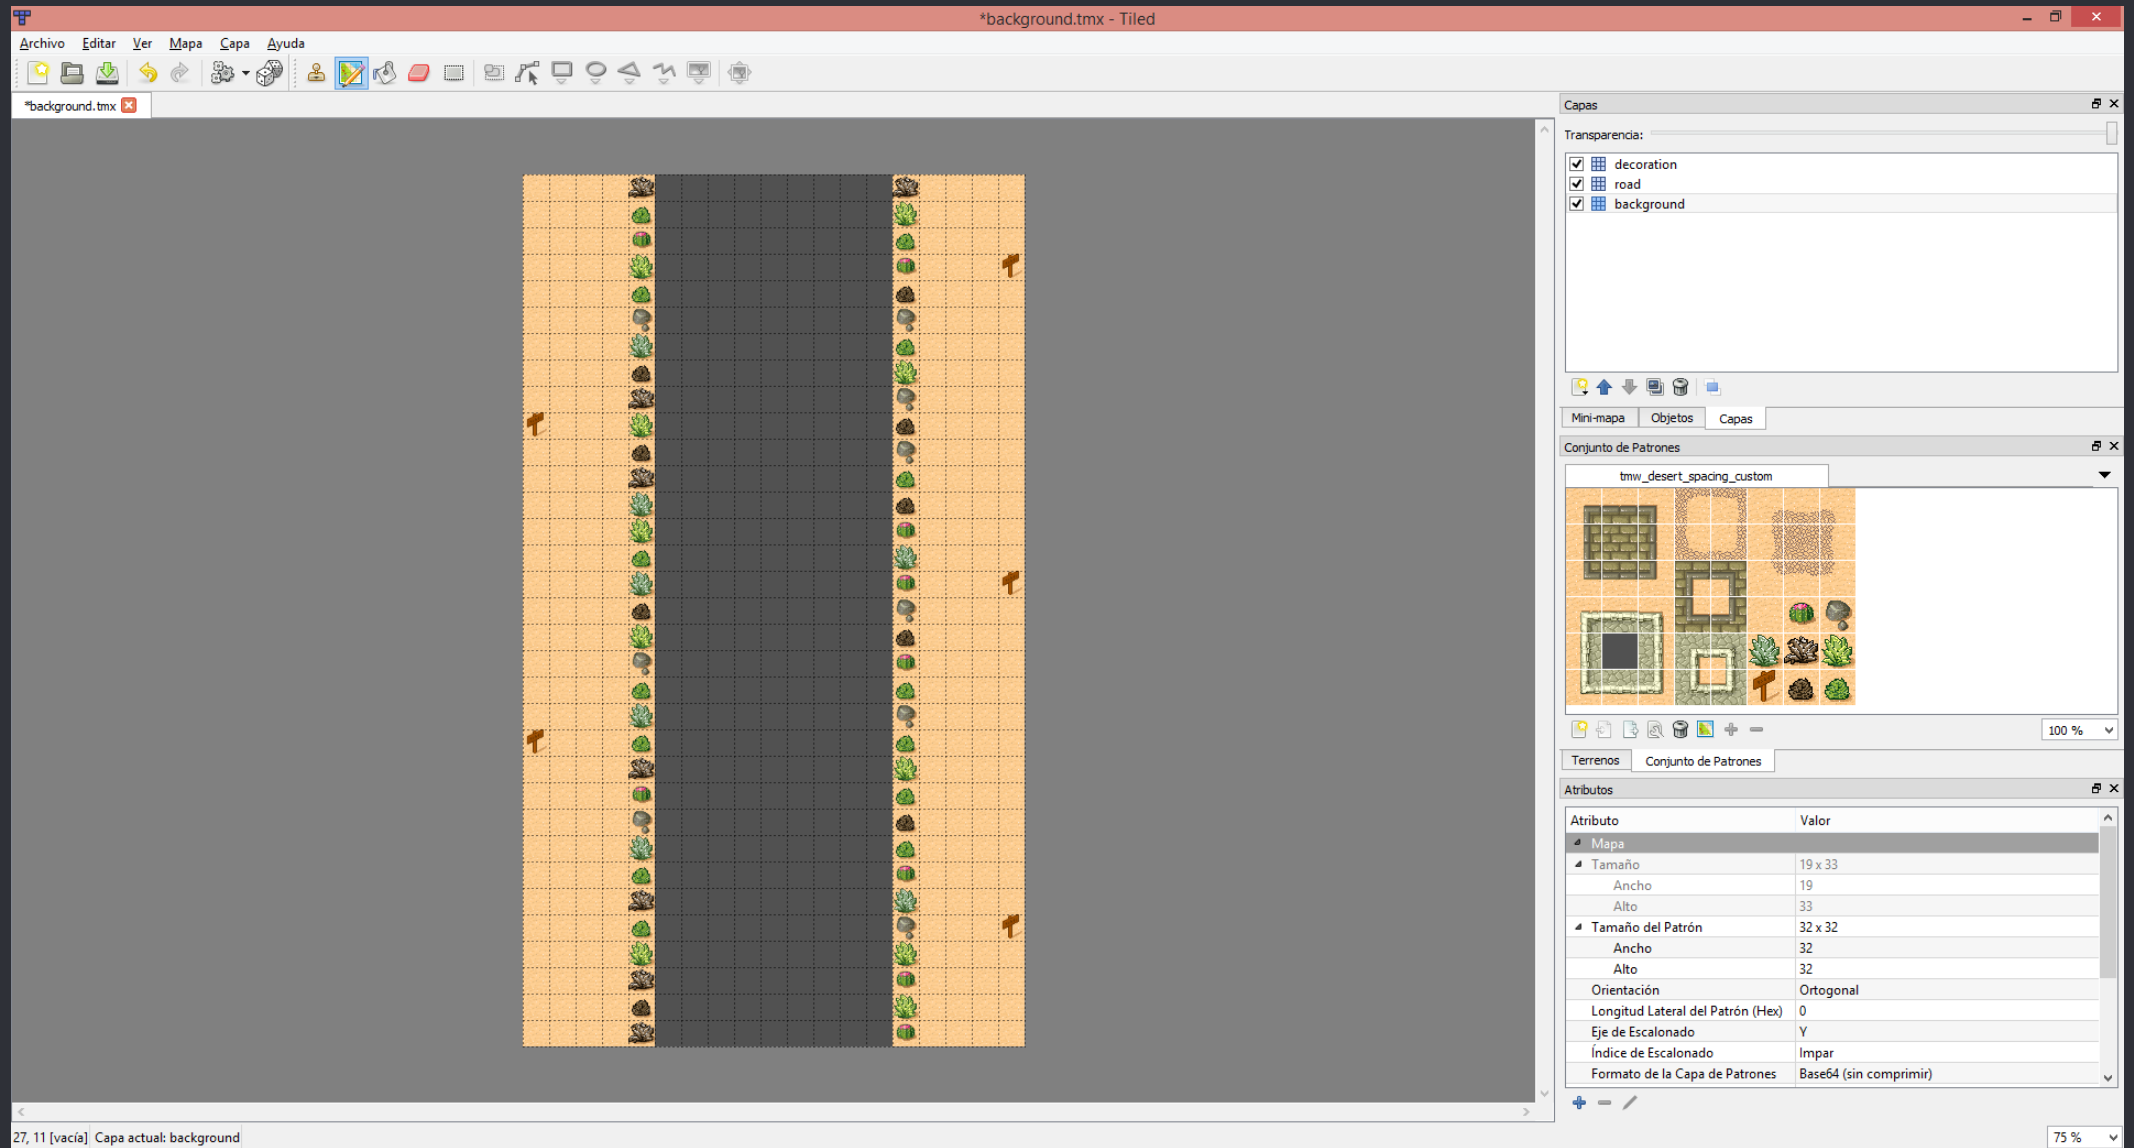 *background.tmx - Tiled
Archivo Editar Ver Mapa Capa Ayuda
*background.tmx
Capas
Transparencia:
decoration
road
background
Mini-mapa Objetos Capas
Conjunto de Patrones
tmw_desert_spacing_custom
100 %
Terrenos Conjunto de Patrones
Atributos
Atributo Valor
Mapa
Tamaño 19 x 33
Ancho 19
Alto 33
Tamaño del Patrón 32 x 32
Ancho 32
Alto 32
Orientación Ortogonal
Longitud Lateral del Patrón (Hex) 0
Eje de Escalonado Y
Índice de Escalonado Impar
Formato de la Capa de Patrones Base64 (sin comprimir)
27, 11 [vacía] Capa actual: background
75 %